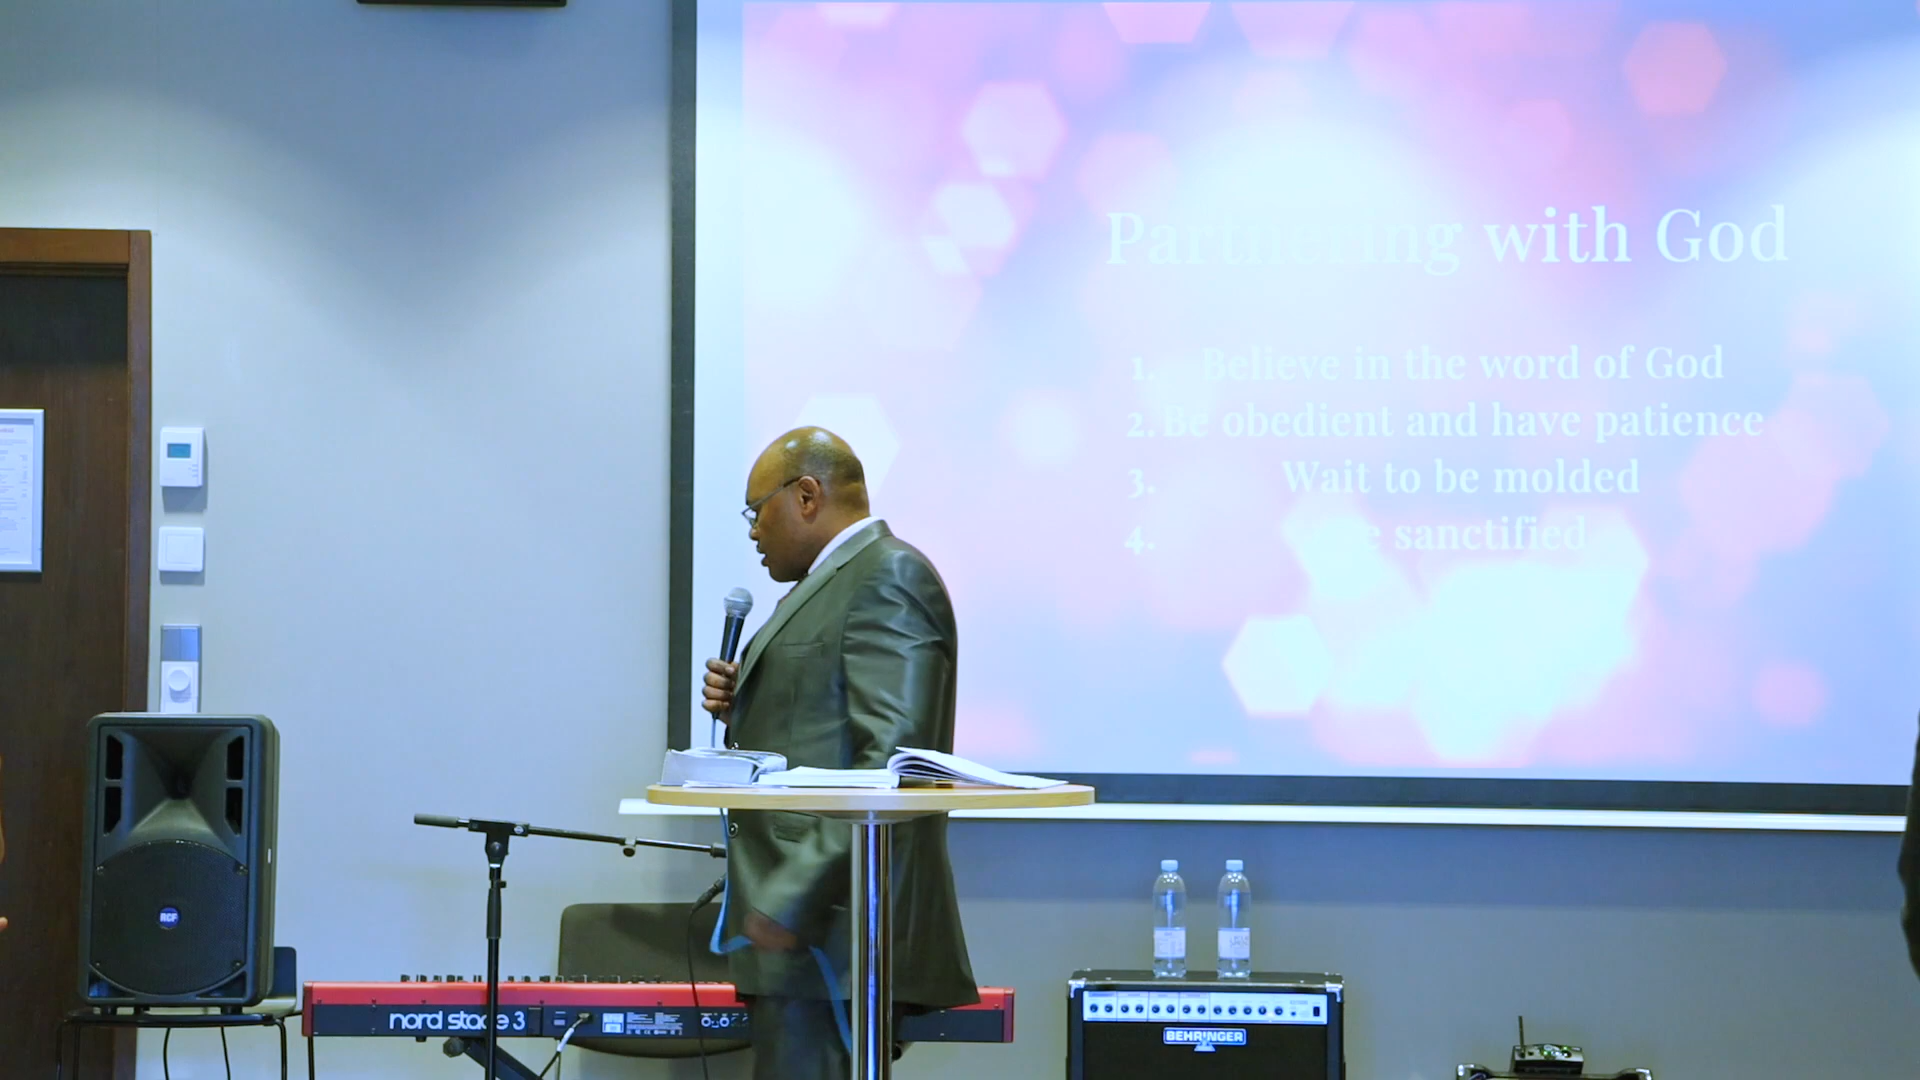 Partnering with God
1. Believe in the word of God
2. Be obedient and have patience
3. Wait to be molded
4. sanctified
RCF
nord stage 3
BEHRINGER